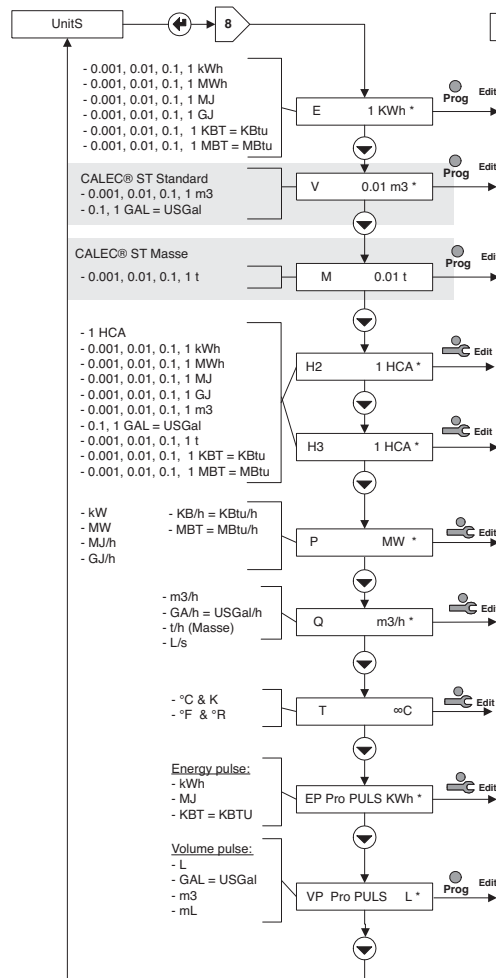 UnitS
8
- 0.001, 0.01, 0.1, 1 kWh
- 0.001, 0.01, 0.1, 1 MWh
- 0.001, 0.01, 0.1, 1 MJ
- 0.001, 0.01, 0.1, 1 GJ
- 0.001, 0.01, 0.1, 1 KBT = KBtu
- 0.001, 0.01, 0.1, 1 MBT = MBtu
E 1 KWh *
Prog
Edit
CALEC® ST Standard
- 0.001, 0.01, 0.1, 1 m3
- 0.1, 1 GAL = USGal
V 0.01 m3 *
Prog
Edit
CALEC® ST Masse
- 0.001, 0.01, 0.1, 1 t
M 0.01 t
Prog
Edit
- 1 HCA
- 0.001, 0.01, 0.1, 1 kWh
- 0.001, 0.01, 0.1, 1 MWh
- 0.001, 0.01, 0.1, 1 MJ
- 0.001, 0.01, 0.1, 1 GJ
- 0.001, 0.01, 0.1, 1 m3
- 0.1, 1 GAL = USGal
- 0.001, 0.01, 0.1, 1 t
- 0.001, 0.01, 0.1, 1 KBT = KBtu
- 0.001, 0.01, 0.1, 1 MBT = MBtu
H2 1 HCA *
Edit
H3 1 HCA *
Edit
- kW
- MW
- MJ/h
- GJ/h
- KB/h = KBtu/h
- MBT = MBtu/h
P MW *
Edit
- m3/h
- GA/h = USGal/h
- t/h (Masse)
- L/s
Q m3/h *
Edit
- °C & K
- °F & °R
T ∞C
Edit
Energy pulse:
- kWh
- MJ
- KBT = KBTU
EP Pro PULS KWh *
Edit
Volume pulse:
- L
- GAL = USGal
- m3
- mL
VP Pro PULS L *
Prog
Edit